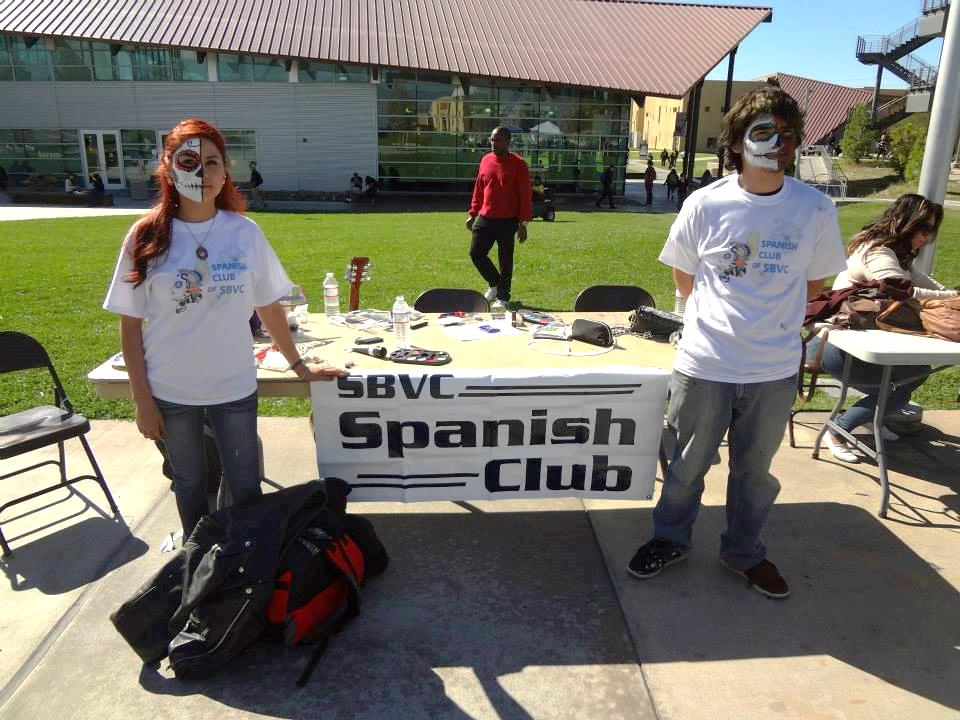 SPANISH
CLUB
OF SBVC
SPANISH
CLUB
OF SBVC
SBVC
Spanish
Club